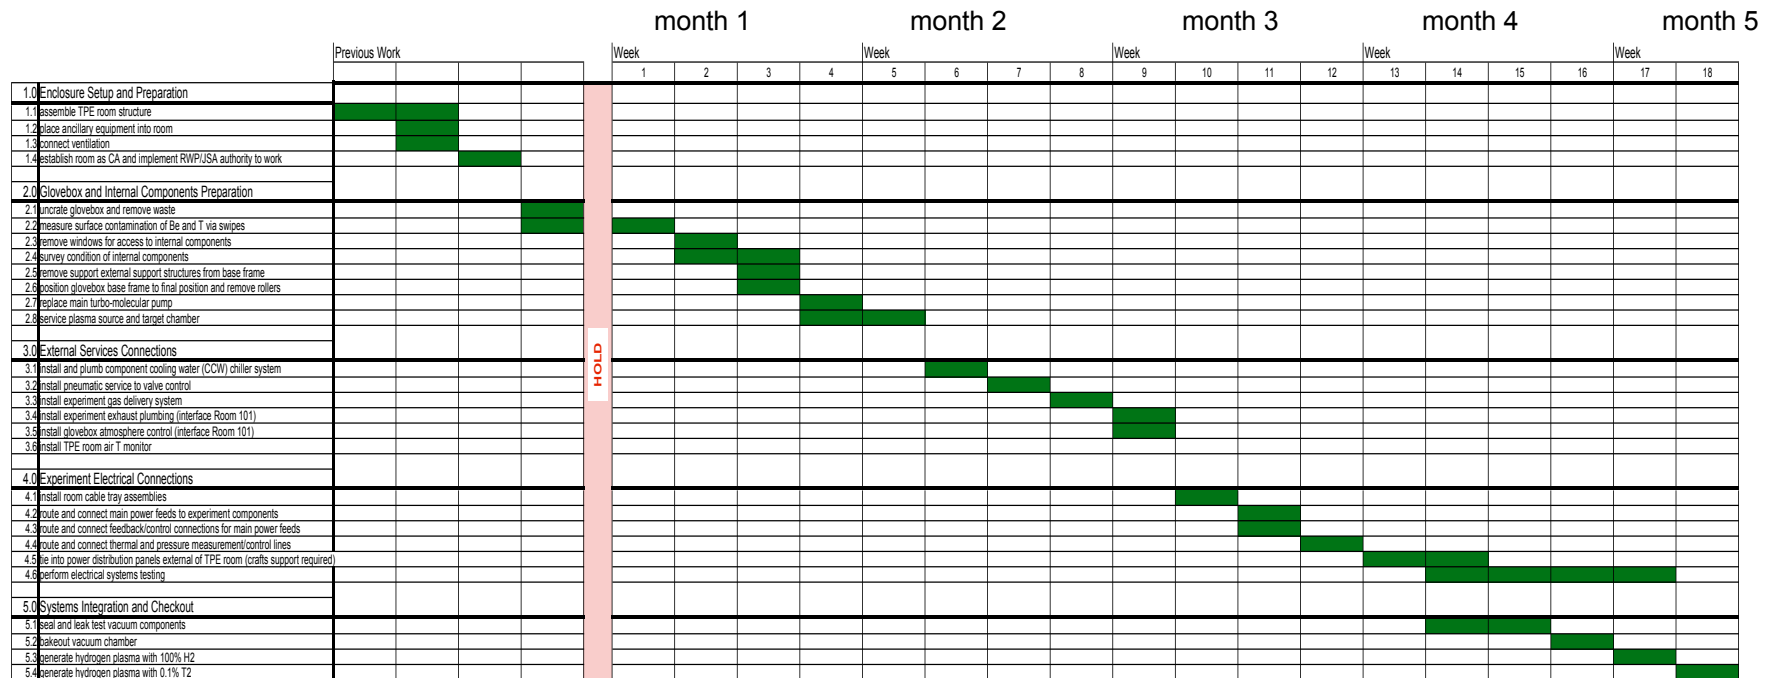 month 1 month 2 month 3 month 4 month 5
Previous Work Week Week Week Week Week
1 2 3 4 5 6 7 8 9 10 11 12 13 14 15 16 17 18
1.0 Enclosure Setup and Preparation
1.1 assemble TPE room structure
1.2 place ancillary equipment into room
1.3 connect ventilation
1.4 establish room as CA and implement RWP/JSA authority to work
2.0 Glovebox and Internal Components Preparation
2.1 uncrate glovebox and remove waste
2.2 measure surface contamination of Be and T via swipes
2.3 remove windows for access to internal components
2.4 survey condition of internal components
2.5 remove support external support structures from base frame
2.6 position glovebox base frame to final position and remove rollers
2.7 replace main turbo-molecular pump
2.8 service plasma source and target chamber
HOLD
3.0 External Services Connections
3.1 install and plumb component cooling water (CCW) chiller system
3.2 install pneumatic service to valve control
3.3 install experiment gas delivery system
3.4 install experiment exhaust plumbing (interface Room 101)
3.5 install glovebox atmosphere control (interface Room 101)
3.6 install TPE room air T monitor
4.0 Experiment Electrical Connections
4.1 install room cable tray assemblies
4.2 route and connect main power feeds to experiment components
4.3 route and connect feedback/control connections for main power feeds
4.4 route and connect thermal and pressure measurement/control lines
4.5 tie into power distribution panels external of TPE room (crafts support required)
4.6 perform electrical systems testing
5.0 Systems Integration and Checkout
5.1 seal and leak test vacuum components
5.2 bakeout vacuum chamber
5.3 generate hydrogen plasma with 100% H2
5.4 generate hydrogen plasma with 0.1% T2